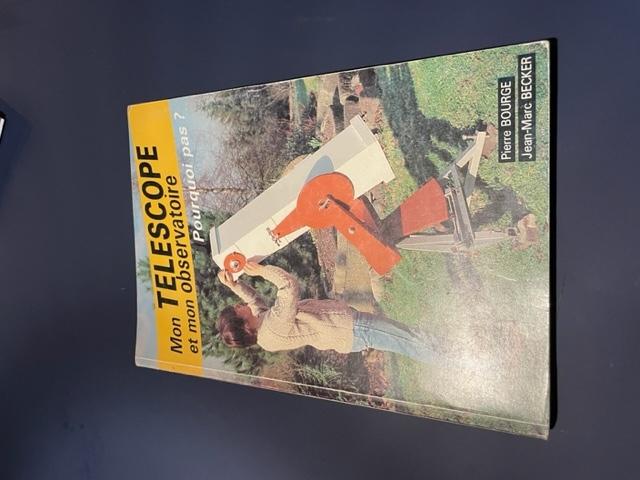 Mon TELESCOPE
et mon observatoire
Pourquoi pas ?
Pierre BOURGE
Jean-Marc BECKER